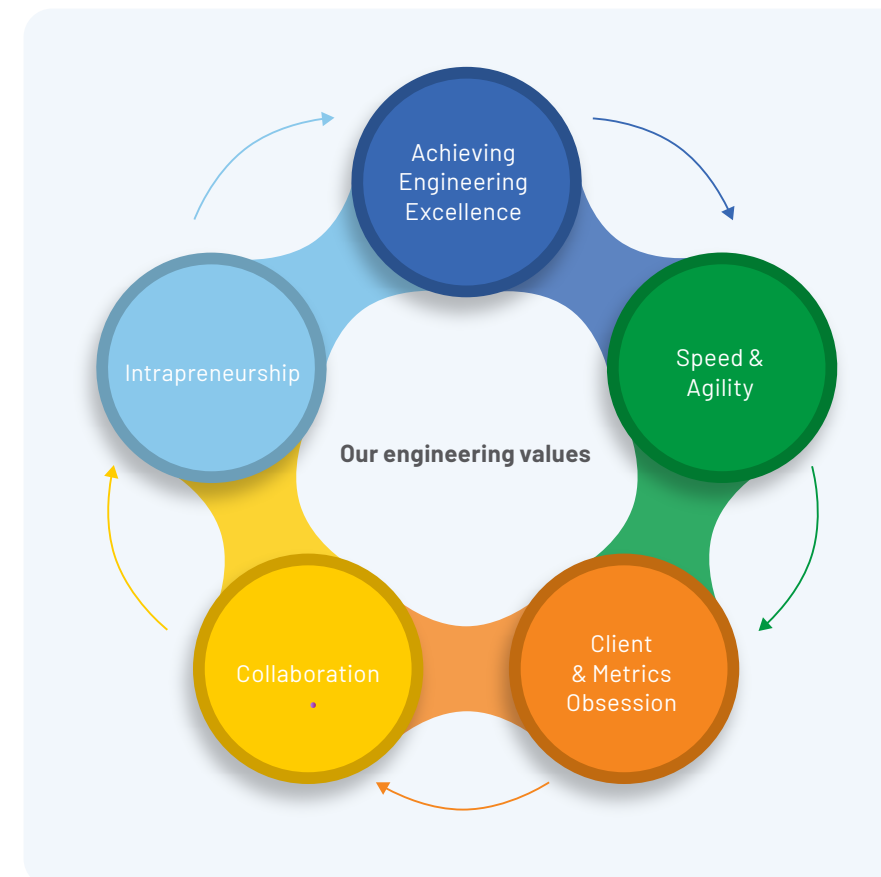 Achieving
Engineering
Excellence
Speed &
Agility
Client
& Metrics
Obsession
Collaboration
Intrapreneurship
Our engineering values